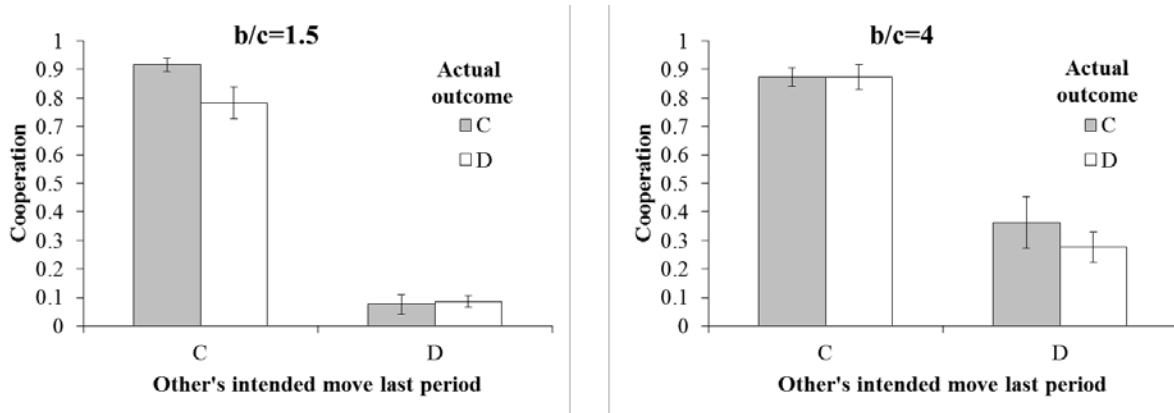 b/c=1.5
1
0.9
0.8
0.7
0.6
0.5
0.4
0.3
0.2
0.1
0
Cooperation
Actual
outcome
C
D
C D
Other's intended move last period
b/c=4
1
0.9
0.8
0.7
0.6
0.5
0.4
0.3
0.2
0.1
0
Cooperation
Actual
outcome
C
D
C D
Other's intended move last period